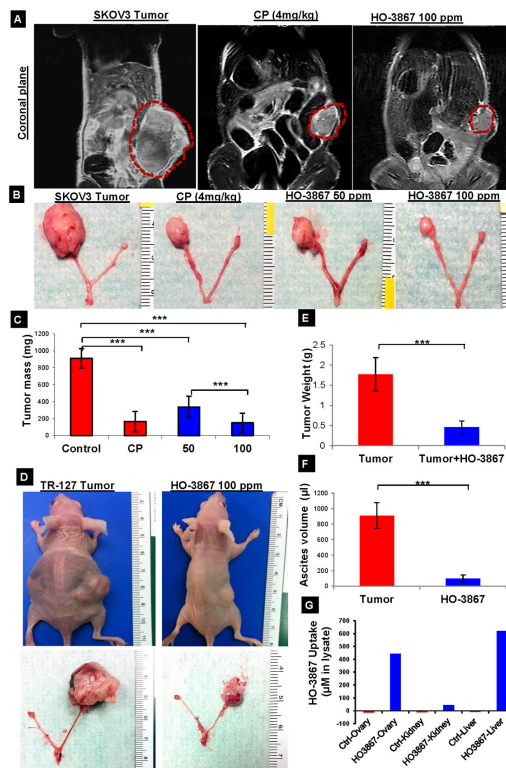 A
SKOV3 Tumor CP (4mg/kg) HO-3867 100 ppm
Coronal plane
B
SKOV3 Tumor CP (4mg/kg) HO-3867 50 ppm HO-3867 100 ppm
C
***
***
***
***
Tumor mass (mg)
1200
1000
800
600
400
200
0
Control CP 50 100
E
***
Tumor Weight (g)
2.5
2
1.5
1
0.5
0
Tumor Tumor+HO-3867
D
TR-127 Tumor HO-3867 100 ppm
F
***
Ascites volume (µl)
1000
800
600
400
200
0
Tumor HO-3867
G
HO-3867 Uptake
(µM in lysate)
700
600
500
400
300
200
100
0
-100
Ctrl-Ovary
HO3867-Ovary
Ctrl-Kidney
HO3867-Kidney
Ctrl-Liver
HO3867-Liver